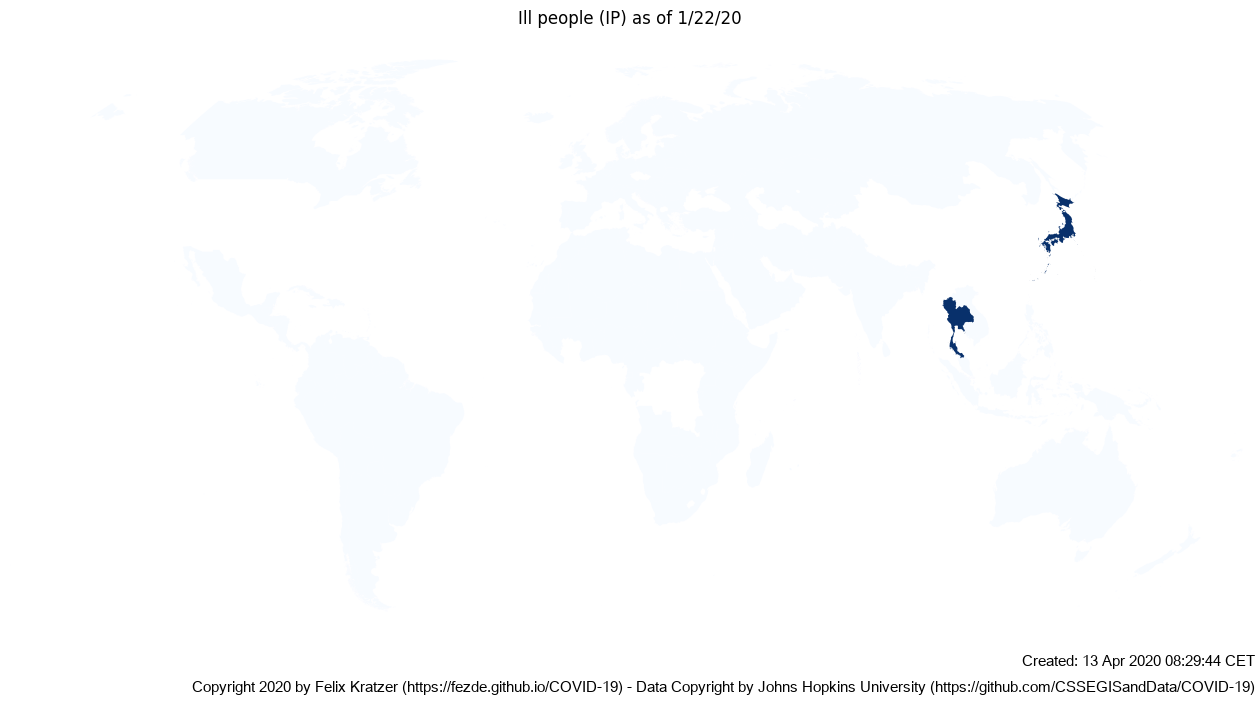 Ill people (IP) as of 1/22/20
Created: 13 Apr 2020 08:29:44 CET
Copyright 2020 by Felix Kratzer (https://fezde.github.io/COVID-19) - Data Copyright by Johns Hopkins University (https://github.com/CSSEGISandData/COVID-19)